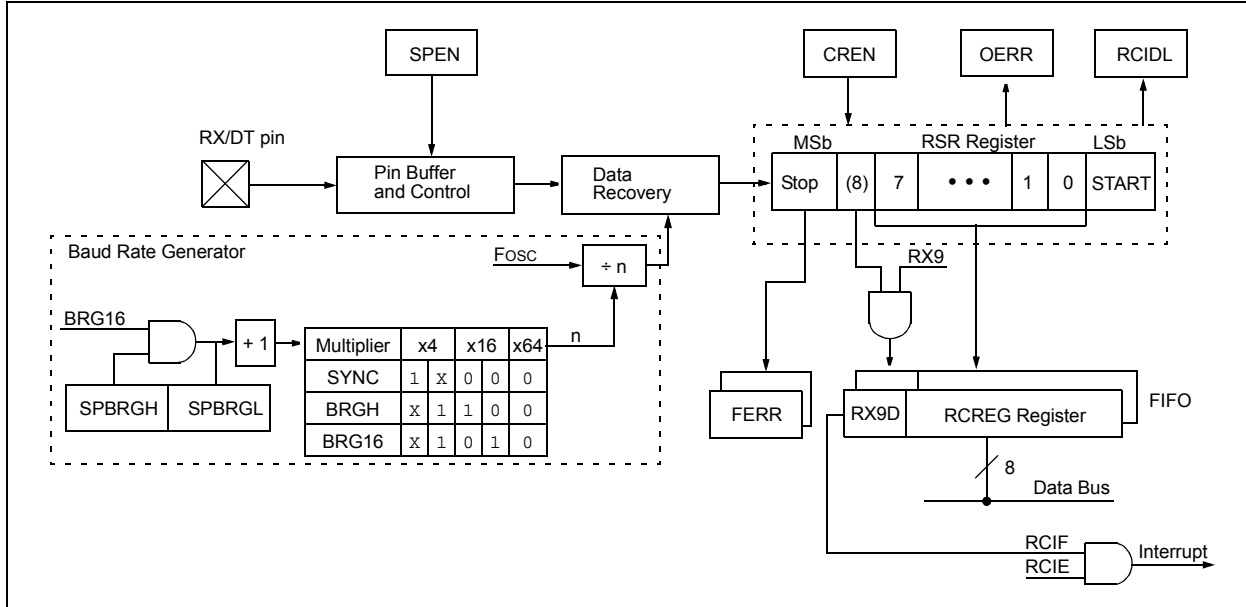 SPEN
CREN
OERR
RCIDL
RX/DT pin
MSb
RSR Register
LSb
Pin Buffer
and Control
Data
Recovery
Stop (8) 7 • • • 1 0 START
Baud Rate Generator
FOSC
÷ n
RX9
BRG16
+ 1
n
Multiplier x4 x16 x64
SYNC 1 X 0 0 0
BRGH X 1 1 0 0
BRG16 X 1 0 1 0
SPBRGH SPBRGL
FERR
RX9D RCREG Register
FIFO
8
Data Bus
RCIF
RCIE
Interrupt